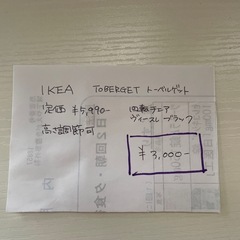 IKEA TOBERGET トーベルゲット
定価 ¥5,990- 回転チェア
高さ調節可 ヴィースレ ブラック
¥3,000-